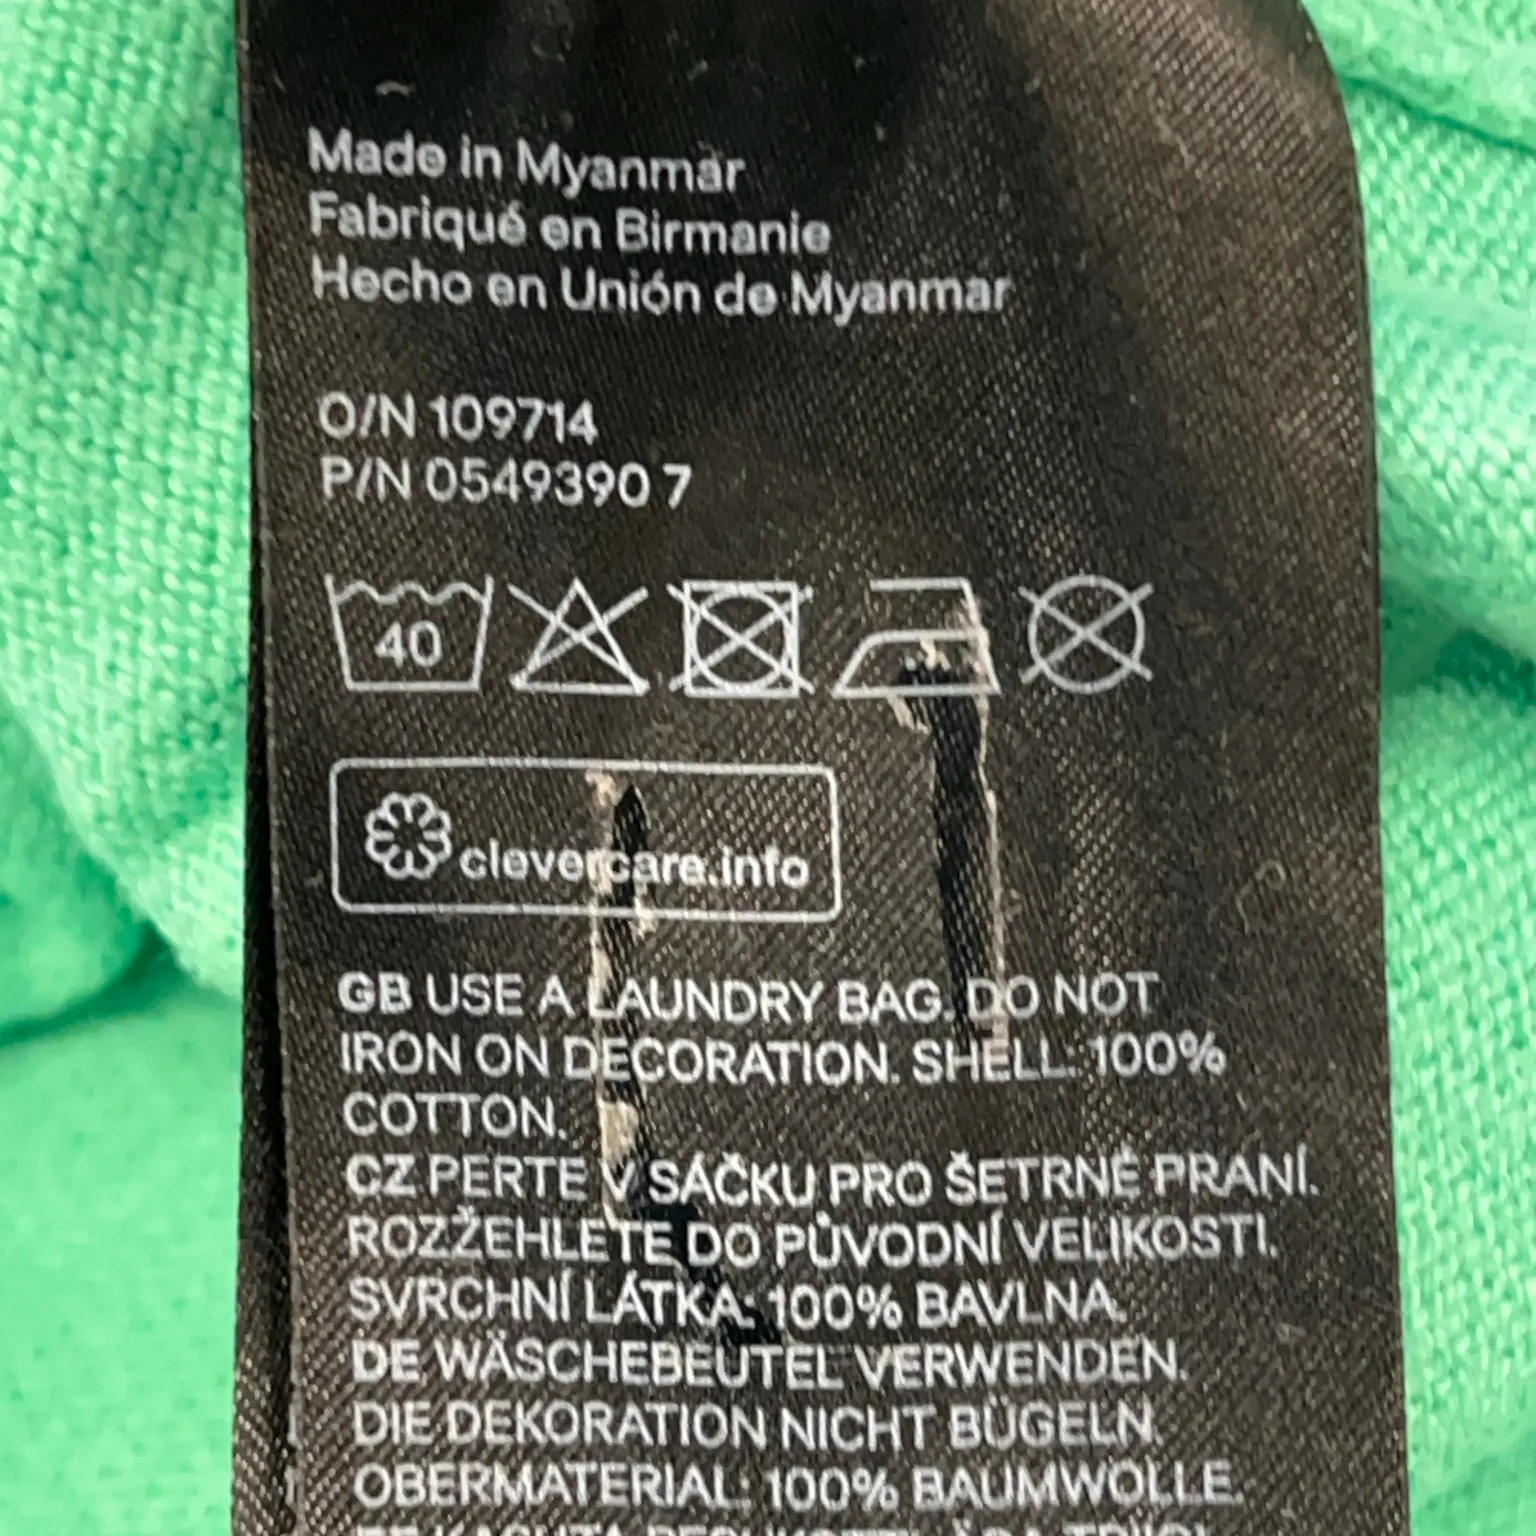 Made in Myanmar
Fabriqué en Birmanie
Hecho en Unión de Myanmar
O/N 109714
P/N 0549390 7
40
clevercare.info
GB USE A LAUNDRY BAG. DO NOT
IRON ON DECORATION. SHELL: 100%
COTTON.
CZ PERTE V SÁČKU PRO ŠETRNÉ PRANÍ.
ROZŽEHLETE DO PŮVODNÍ VELIKOSTI.
SVRCHNÍ LÁTKA: 100% BAVLNA.
DE WÄSCHEBEUTEL VERWENDEN.
DIE DEKORATION NICHT BÜGELN.
OBERMATERIAL: 100% BAUMWOLLE.